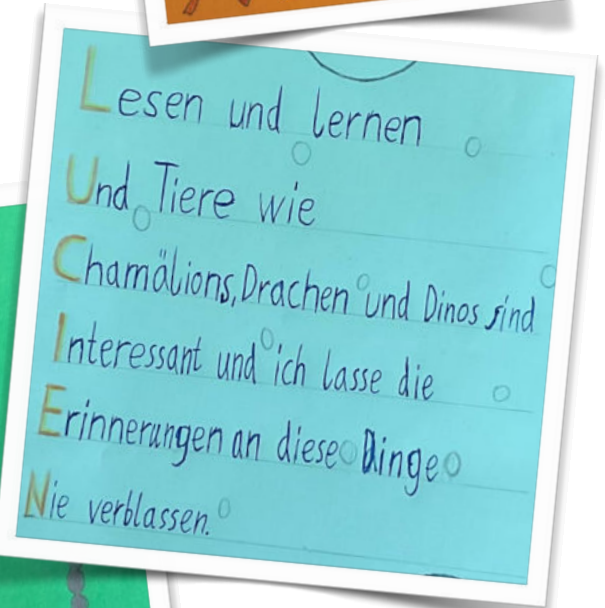 Lesen und lernen
Und Tiere wie
Chamälions, Drachen und Dinos sind
Interessant und ich lasse die
Erinnerungen an diese Dinge
Nie verblassen.